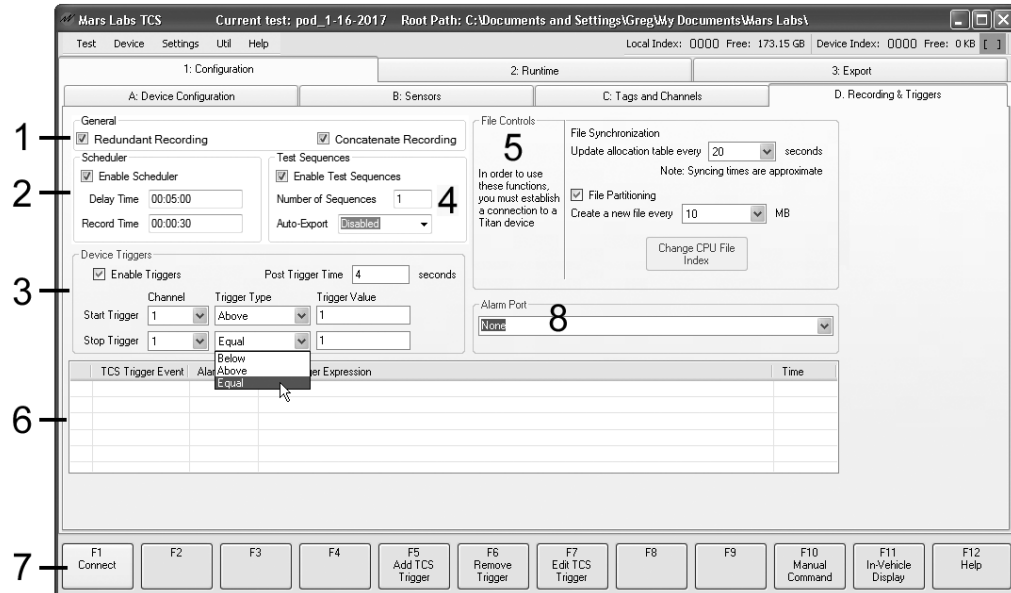 Mars Labs TCS Current test: pod_1-16-2017 Root Path: C:\Documents and Settings\Greg\My Documents\Mars Labs\
Test Device Settings Util Help Local Index: 0000 Free: 173.15 GB Device Index: 0000 Free: 0 KB [ ]
1: Configuration 2: Runtime 3: Export
A: Device Configuration B: Sensors C: Tags and Channels D. Recording & Triggers
General
1
Redundant Recording Concatenate Recording
Scheduler
2
Enable Scheduler
Delay Time 00:05:00
Record Time 00:00:30
Test Sequences
Enable Test Sequences
Number of Sequences 1
4
Auto-Export Disabled
Device Triggers
3
Enable Triggers Post Trigger Time 4 seconds
Channel Trigger Type Trigger Value
Start Trigger 1 Above 1
Stop Trigger 1 Equal 1
Below
Above
Equal
File Controls
5
In order to use
these functions,
you must establish
a connection to a
Titan device
File Synchronization
Update allocation table every 20 seconds
Note: Syncing times are approximate
File Partitioning
Create a new file every 10 MB
Change CPU File
Index
Alarm Port
8
None
TCS Trigger Event Alar er Expression Time
6
7
F1
Connect
F2
F3
F4
F5
Add TCS
Trigger
F6
Remove
Trigger
F7
Edit TCS
Trigger
F8
F9
F10
Manual
Command
F11
In-Vehicle
Display
F12
Help